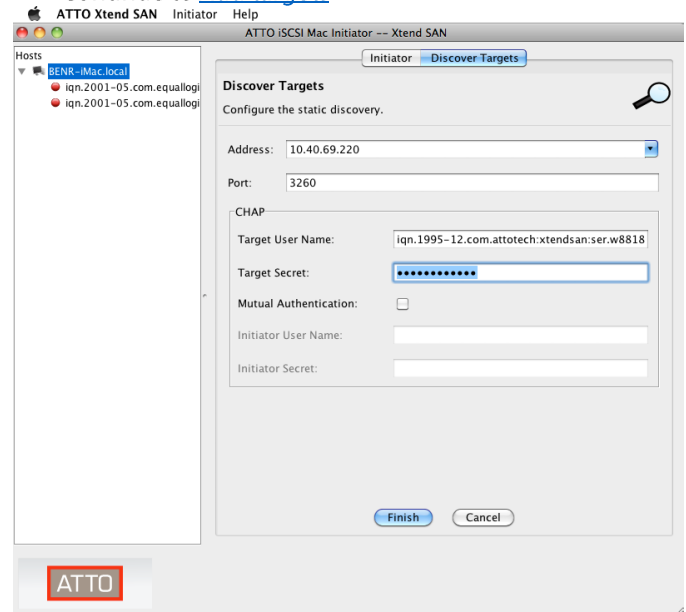 ATTO Xtend SAN Initiator Help
ATTO iSCSI Mac Initiator -- Xtend SAN
Hosts
BENR-iMac.local
iqn.2001-05.com.equallogi
iqn.2001-05.com.equallogi
Initiator Discover Targets
Discover Targets
Configure the static discovery.
Address: 10.40.69.220
Port: 3260
CHAP
Target User Name: iqn.1995-12.com.attotech:xtendsan:ser.w8818
Target Secret: ••••••••••••
Mutual Authentication:
Initiator User Name:
Initiator Secret:
Finish Cancel
ATTO